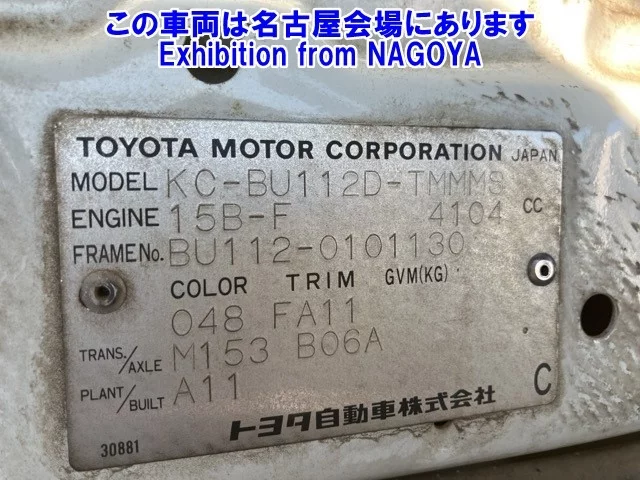 この車両は名古屋会場にあります
Exhibition from NAGOYA
TOYOTA MOTOR CORPORATION JAPAN
MODEL KC-BU112D-TMMMS
ENGINE 15B-F 4104 CC
FRAME No. BU112-0101130
COLOR TRIM GVM(KG)
048 FA11
TRANS./AXLE M153 B06A
PLANT/BUILT A11
C
トヨタ自動車株式会社
30881